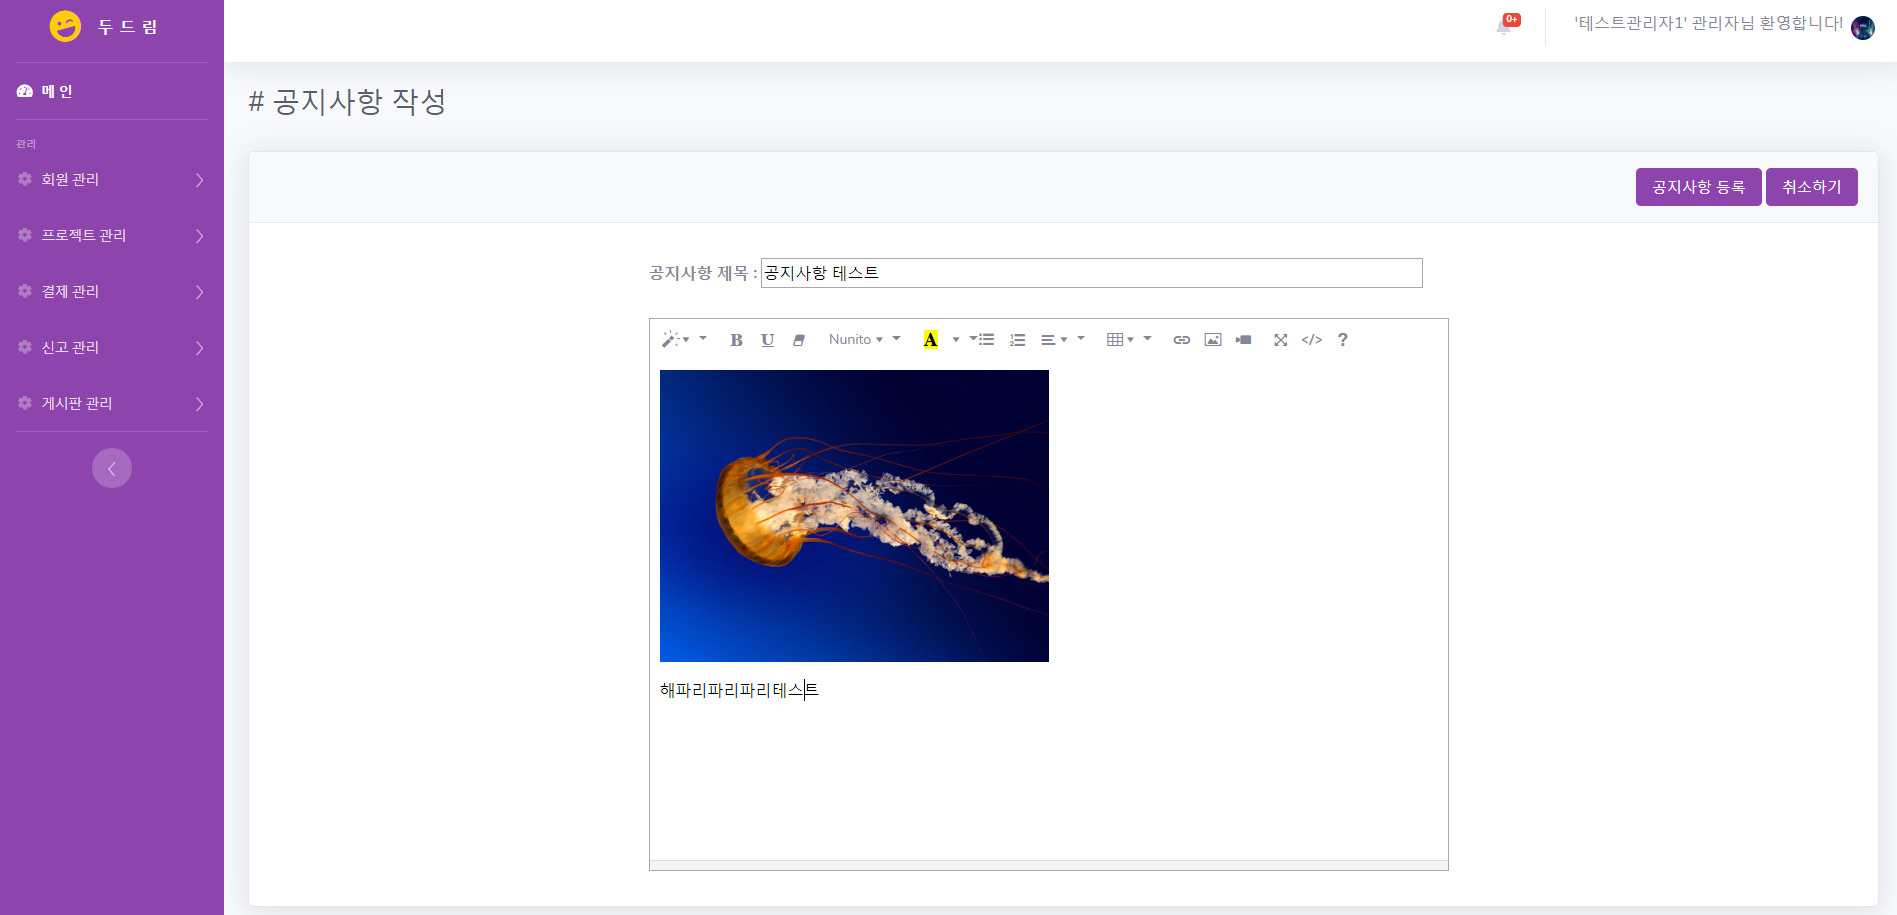 두 드 림
0+
'테스트관리자1' 관리자님 환영합니다!
메 인
관리
회원 관리
프로젝트 관리
결제 관리
신고 관리
게시판 관리
# 공지사항 작성
공지사항 등록 취소하기
공지사항 제목 : 공지사항 테스트
B U Nunito A </> ?
해파리파리파리테스트